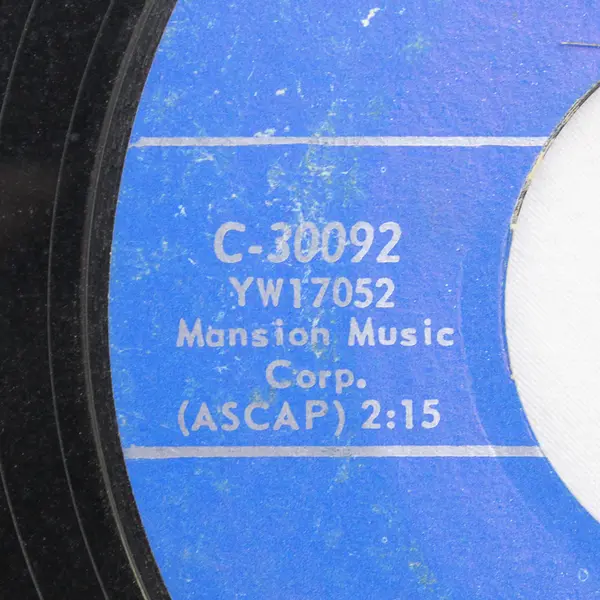 C-30092
YW17052
Mansion Music
Corp.
(ASCAP) 2:15